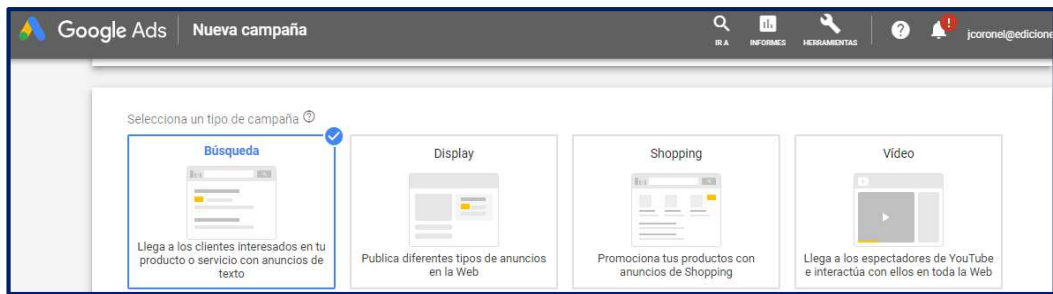 Google Ads Nueva campaña
IR A INFORMES HERRAMIENTAS ? ! jcoronel@edicione
Selecciona un tipo de campaña ?
Búsqueda
Llega a los clientes interesados en tu
producto o servicio con anuncios de
texto
Display
Publica diferentes tipos de anuncios
en la Web
Shopping
Promociona tus productos con
anuncios de Shopping
Vídeo
Llega a los espectadores de YouTube
e interactúa con ellos en toda la Web